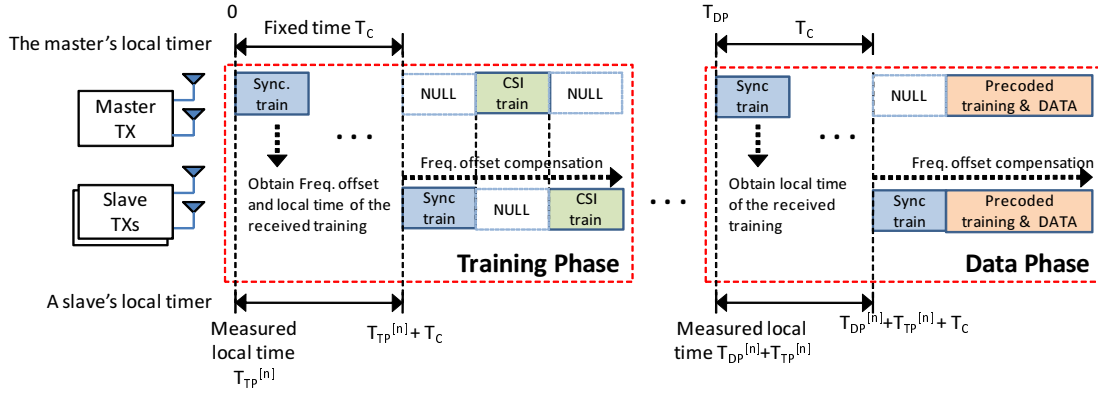 0
T_DP
The master's local timer
Fixed time T_C
T_C
Sync.
train
NULL
CSI
train
NULL
Sync
train
NULL
Precoded
training & DATA
Master
TX
. . .
. . .
Freq. offset compensation
Freq. offset compensation
Slave
TXs
Obtain Freq. offset
and local time of the
received training
Sync
train
NULL
CSI
train
. . .
Obtain local time
of the received
training
Sync
train
Precoded
training & DATA
Training Phase
Data Phase
A slave's local timer
Measured
local time
T_TP^[n]
T_TP^[n] + T_C
Measured local
time T_DP^[n]+T_TP^[n]
T_DP^[n]+T_TP^[n] + T_C